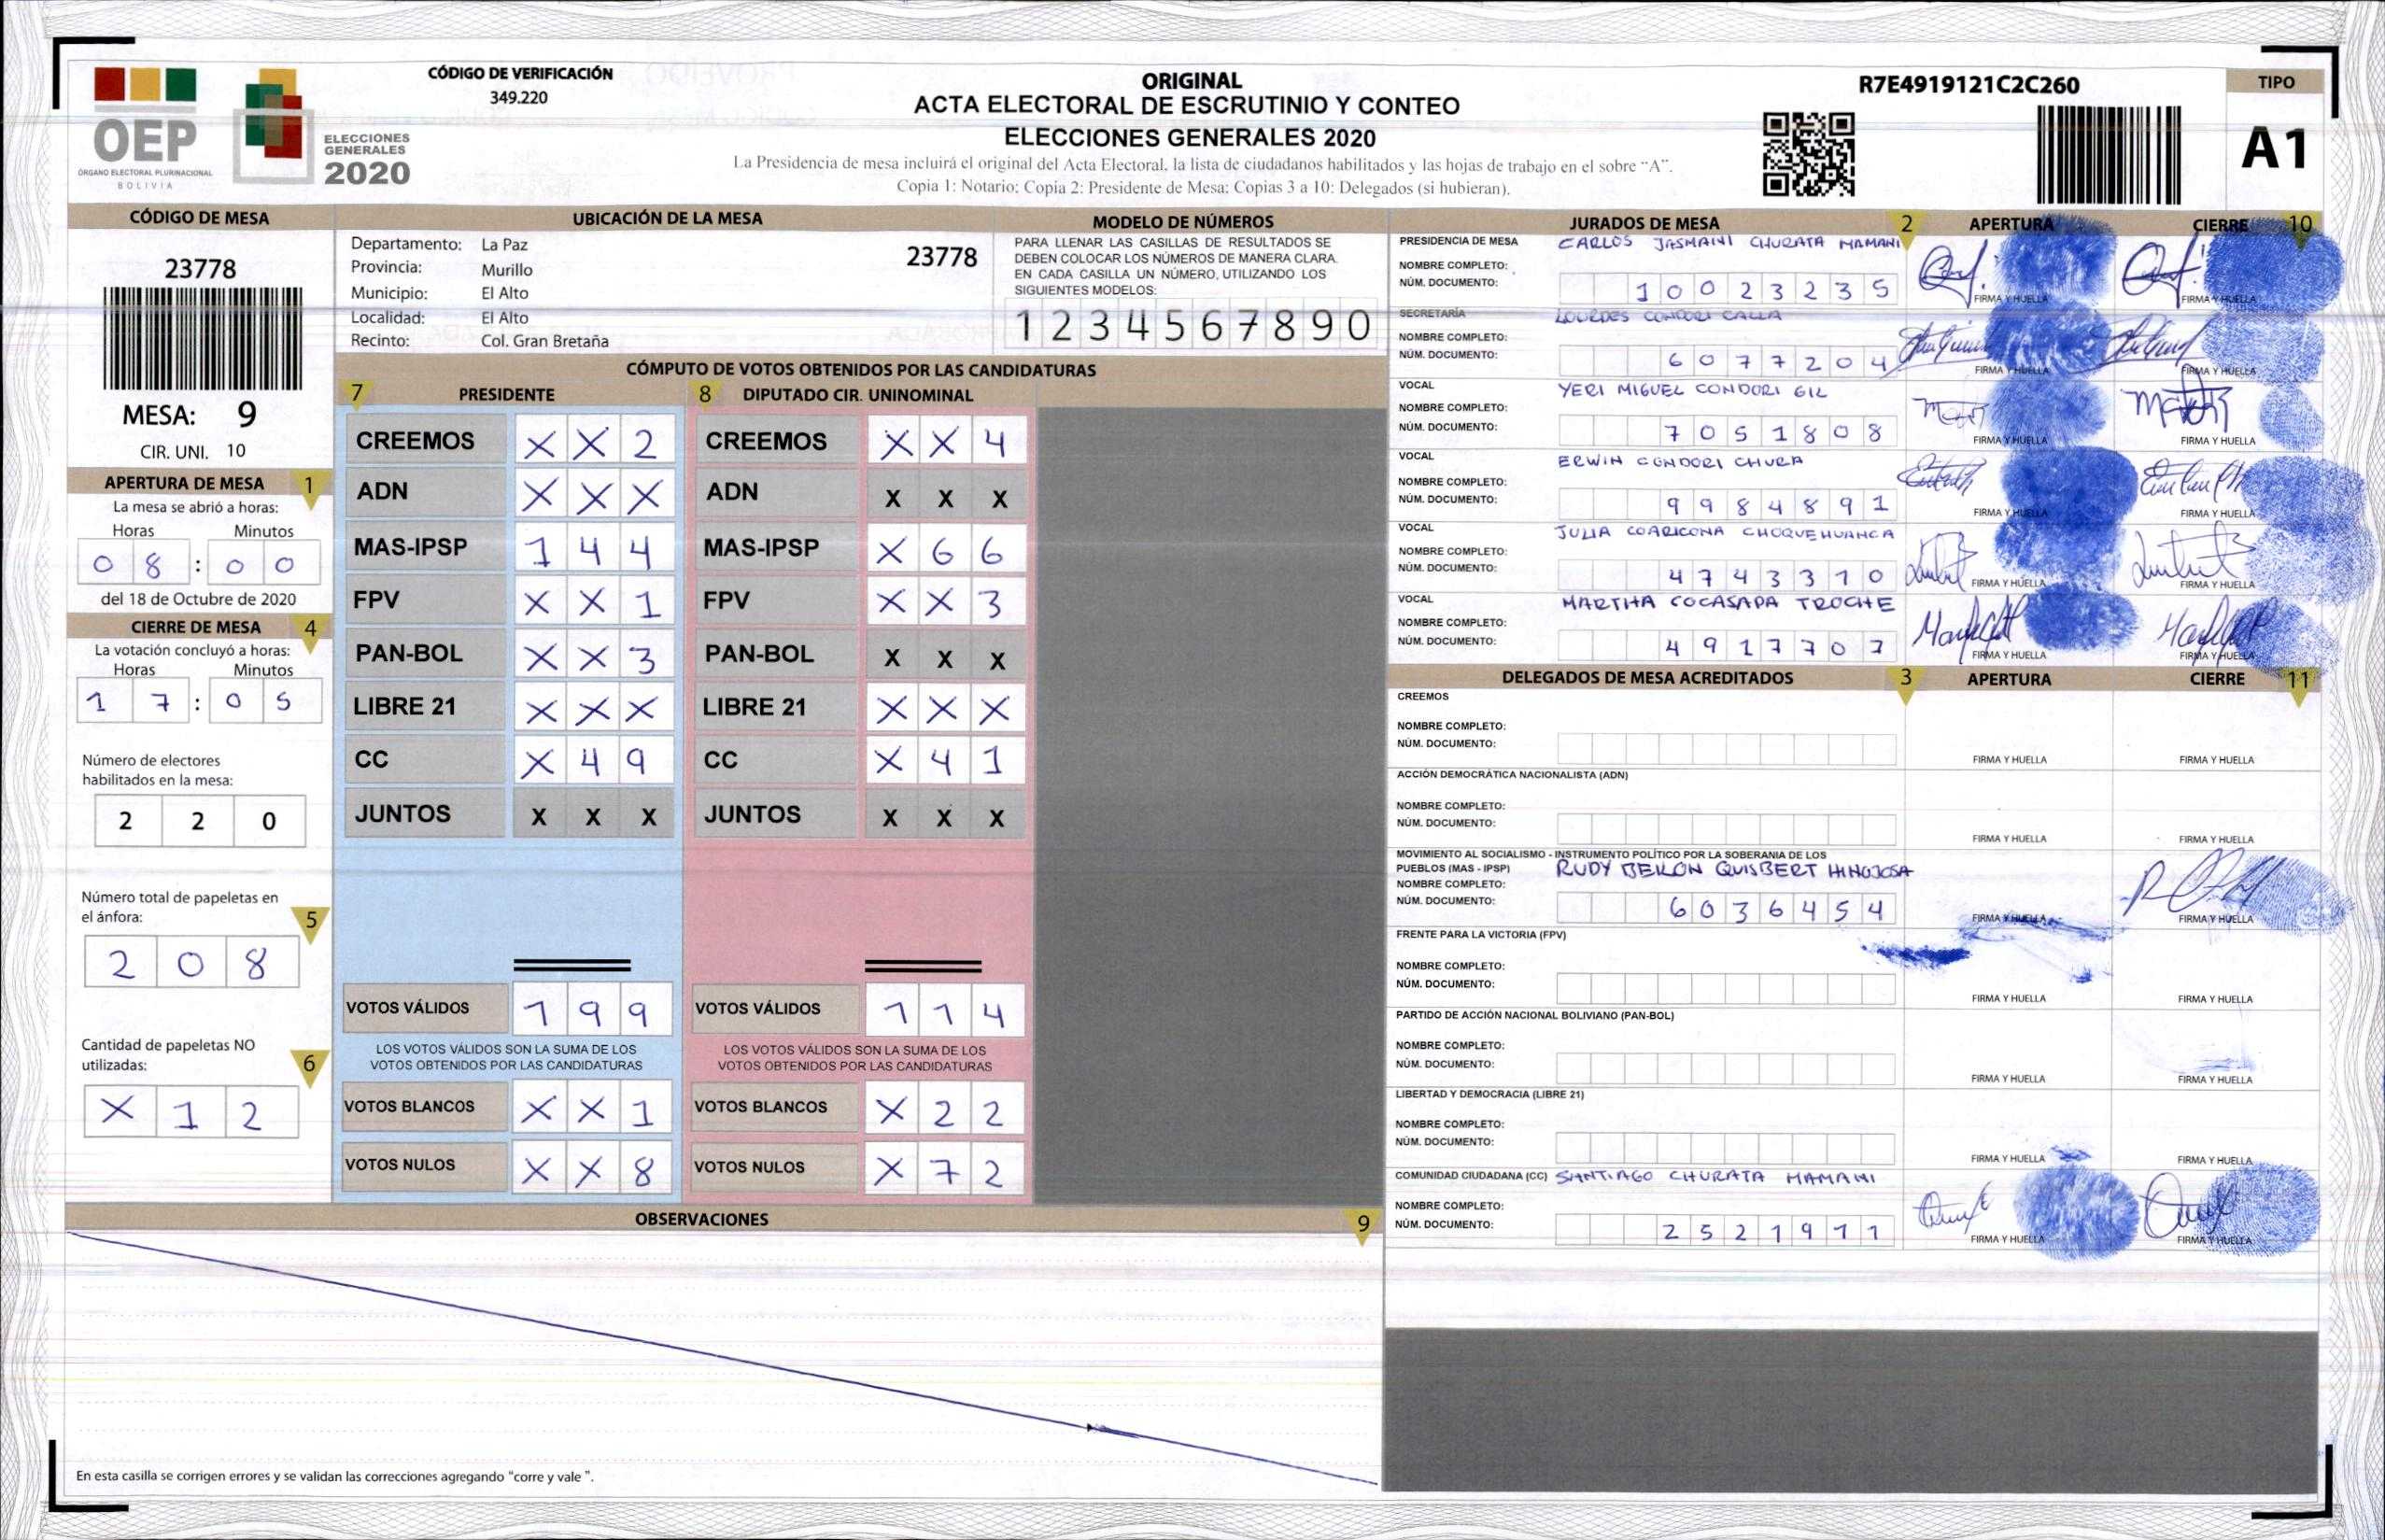 OEP
ÓRGANO ELECTORAL PLURINACIONAL
BOLIVIA
ELECCIONES
GENERALES
2020
CÓDIGO DE VERIFICACIÓN
349.220
ORIGINAL
ACTA ELECTORAL DE ESCRUTINIO Y CONTEO
ELECCIONES GENERALES 2020
La Presidencia de mesa incluirá el original del Acta Electoral, la lista de ciudadanos habilitados y las hojas de trabajo en el sobre "A".
Copia 1: Notario; Copia 2: Presidente de Mesa; Copias 3 a 10: Delegados (si hubieran).
R7E4919121C2C260
TIPO
A1
CÓDIGO DE MESA
23778
MESA: 9
CIR. UNI. 10
APERTURA DE MESA 1
La mesa se abrió a horas:
Horas Minutos
0 8 : 0 0
del 18 de Octubre de 2020
CIERRE DE MESA 4
La votación concluyó a horas:
Horas Minutos
1 7 : 0 5
Número de electores
habilitados en la mesa:
2 2 0
Número total de papeletas en
el ánfora: 5
2 0 8
Cantidad de papeletas NO
utilizadas: 6
X 1 2
UBICACIÓN DE LA MESA
Departamento: La Paz 23778
Provincia: Murillo
Municipio: El Alto
Localidad: El Alto
Recinto: Col. Gran Bretaña
MODELO DE NÚMEROS
PARA LLENAR LAS CASILLAS DE RESULTADOS SE
DEBEN COLOCAR LOS NÚMEROS DE MANERA CLARA.
EN CADA CASILLA UN NÚMERO, UTILIZANDO LOS
SIGUIENTES MODELOS:
1 2 3 4 5 6 7 8 9 0
CÓMPUTO DE VOTOS OBTENIDOS POR LAS CANDIDATURAS
7 PRESIDENTE
CREEMOS X X 2
ADN X X X
MAS-IPSP 1 4 4
FPV X X 1
PAN-BOL X X 3
LIBRE 21 X X X
CC X 4 9
JUNTOS X X X
VOTOS VÁLIDOS 1 9 9
LOS VOTOS VÁLIDOS SON LA SUMA DE LOS
VOTOS OBTENIDOS POR LAS CANDIDATURAS
VOTOS BLANCOS X X 1
VOTOS NULOS X X 8
8 DIPUTADO CIR. UNINOMINAL
CREEMOS X X 4
ADN X X X
MAS-IPSP X 6 6
FPV X X 3
PAN-BOL X X X
LIBRE 21 X X X
CC X 4 1
JUNTOS X X X
VOTOS VÁLIDOS 1 1 4
LOS VOTOS VÁLIDOS SON LA SUMA DE LOS
VOTOS OBTENIDOS POR LAS CANDIDATURAS
VOTOS BLANCOS X 2 2
VOTOS NULOS X 7 2
OBSERVACIONES 9
En esta casilla se corrigen errores y se validan las correcciones agregando "corre y vale ".
JURADOS DE MESA 2 APERTURA CIERRE 10
PRESIDENCIA DE MESA CARLOS JASMANI CHURATA MAMANI
NOMBRE COMPLETO:
NÚM. DOCUMENTO: 1 0 0 2 3 2 3 5
FIRMA Y HUELLA FIRMA Y HUELLA
SECRETARÍA LOURDES CONDORI CALLA
NOMBRE COMPLETO:
NÚM. DOCUMENTO: 6 0 7 7 2 0 4
FIRMA Y HUELLA FIRMA Y HUELLA
VOCAL YERI MIGUEL CONDORI GIL
NOMBRE COMPLETO:
NÚM. DOCUMENTO: 7 0 5 1 8 0 8
FIRMA Y HUELLA FIRMA Y HUELLA
VOCAL ERWIN CONDORI CHURA
NOMBRE COMPLETO:
NÚM. DOCUMENTO: 9 9 8 4 8 9 1
FIRMA Y HUELLA FIRMA Y HUELLA
VOCAL JULIA COARICONA CHOQUEHUANCA
NOMBRE COMPLETO:
NÚM. DOCUMENTO: 4 7 4 3 3 1 0
FIRMA Y HUELLA FIRMA Y HUELLA
VOCAL MARTHA COCASAPA TROCHE
NOMBRE COMPLETO:
NÚM. DOCUMENTO: 4 9 1 7 7 0 7
FIRMA Y HUELLA FIRMA Y HUELLA
DELEGADOS DE MESA ACREDITADOS 3 APERTURA CIERRE 11
CREEMOS
NOMBRE COMPLETO:
NÚM. DOCUMENTO:
FIRMA Y HUELLA FIRMA Y HUELLA
ACCIÓN DEMOCRÁTICA NACIONALISTA (ADN)
NOMBRE COMPLETO:
NÚM. DOCUMENTO:
FIRMA Y HUELLA FIRMA Y HUELLA
MOVIMIENTO AL SOCIALISMO - INSTRUMENTO POLÍTICO POR LA SOBERANIA DE LOS
PUEBLOS (MAS - IPSP) RUDY QUISBERT HINOJOSA
NOMBRE COMPLETO:
NÚM. DOCUMENTO: 6 0 3 6 4 5 4
FIRMA Y HUELLA FIRMA Y HUELLA
FRENTE PARA LA VICTORIA (FPV)
NOMBRE COMPLETO:
NÚM. DOCUMENTO:
FIRMA Y HUELLA FIRMA Y HUELLA
PARTIDO DE ACCIÓN NACIONAL BOLIVIANO (PAN-BOL)
NOMBRE COMPLETO:
NÚM. DOCUMENTO:
FIRMA Y HUELLA FIRMA Y HUELLA
LIBERTAD Y DEMOCRACIA (LIBRE 21)
NOMBRE COMPLETO:
NÚM. DOCUMENTO:
FIRMA Y HUELLA FIRMA Y HUELLA
COMUNIDAD CIUDADANA (CC) SANTIAGO CHURATA MAMANI
NOMBRE COMPLETO:
NÚM. DOCUMENTO: 2 5 2 1 9 1 1
FIRMA Y HUELLA FIRMA Y HUELLA